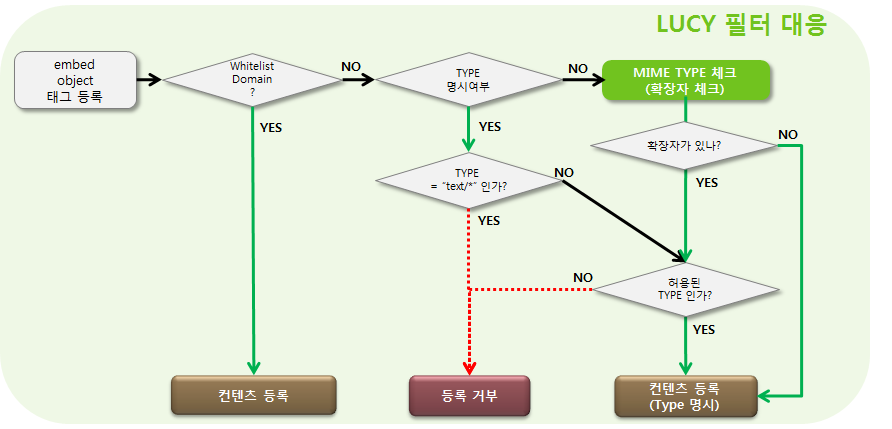 LUCY 필터 대응
embed
object
태그 등록
Whitelist
Domain
?
NO
TYPE
명시여부
NO
MIME TYPE 체크
(확장자 체크)
YES
YES
확장자가 있나?
NO
TYPE
= “text/*” 인가?
NO
YES
YES
NO
허용된
TYPE 인가?
YES
컨텐츠 등록
등록 거부
컨텐츠 등록
(Type 명시)